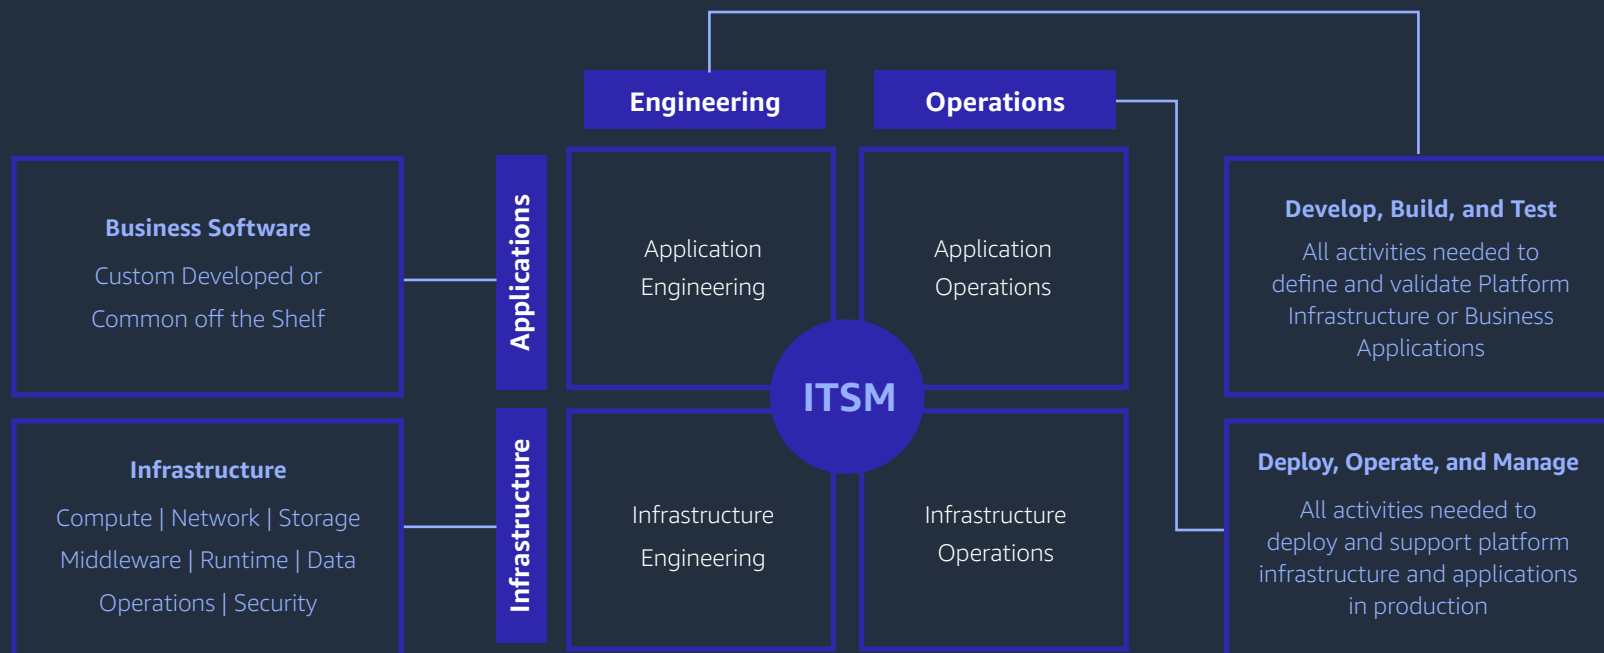 Engineering
Operations
Business Software
Custom Developed or
Common off the Shelf
Applications
Application
Engineering
Application
Operations
Develop, Build, and Test
All activities needed to
define and validate Platform
Infrastructure or Business
Applications
ITSM
Infrastructure
Compute | Network | Storage
Middleware | Runtime | Data
Operations | Security
Infrastructure
Infrastructure
Engineering
Infrastructure
Operations
Deploy, Operate, and Manage
All activities needed to
deploy and support platform
infrastructure and applications
in production